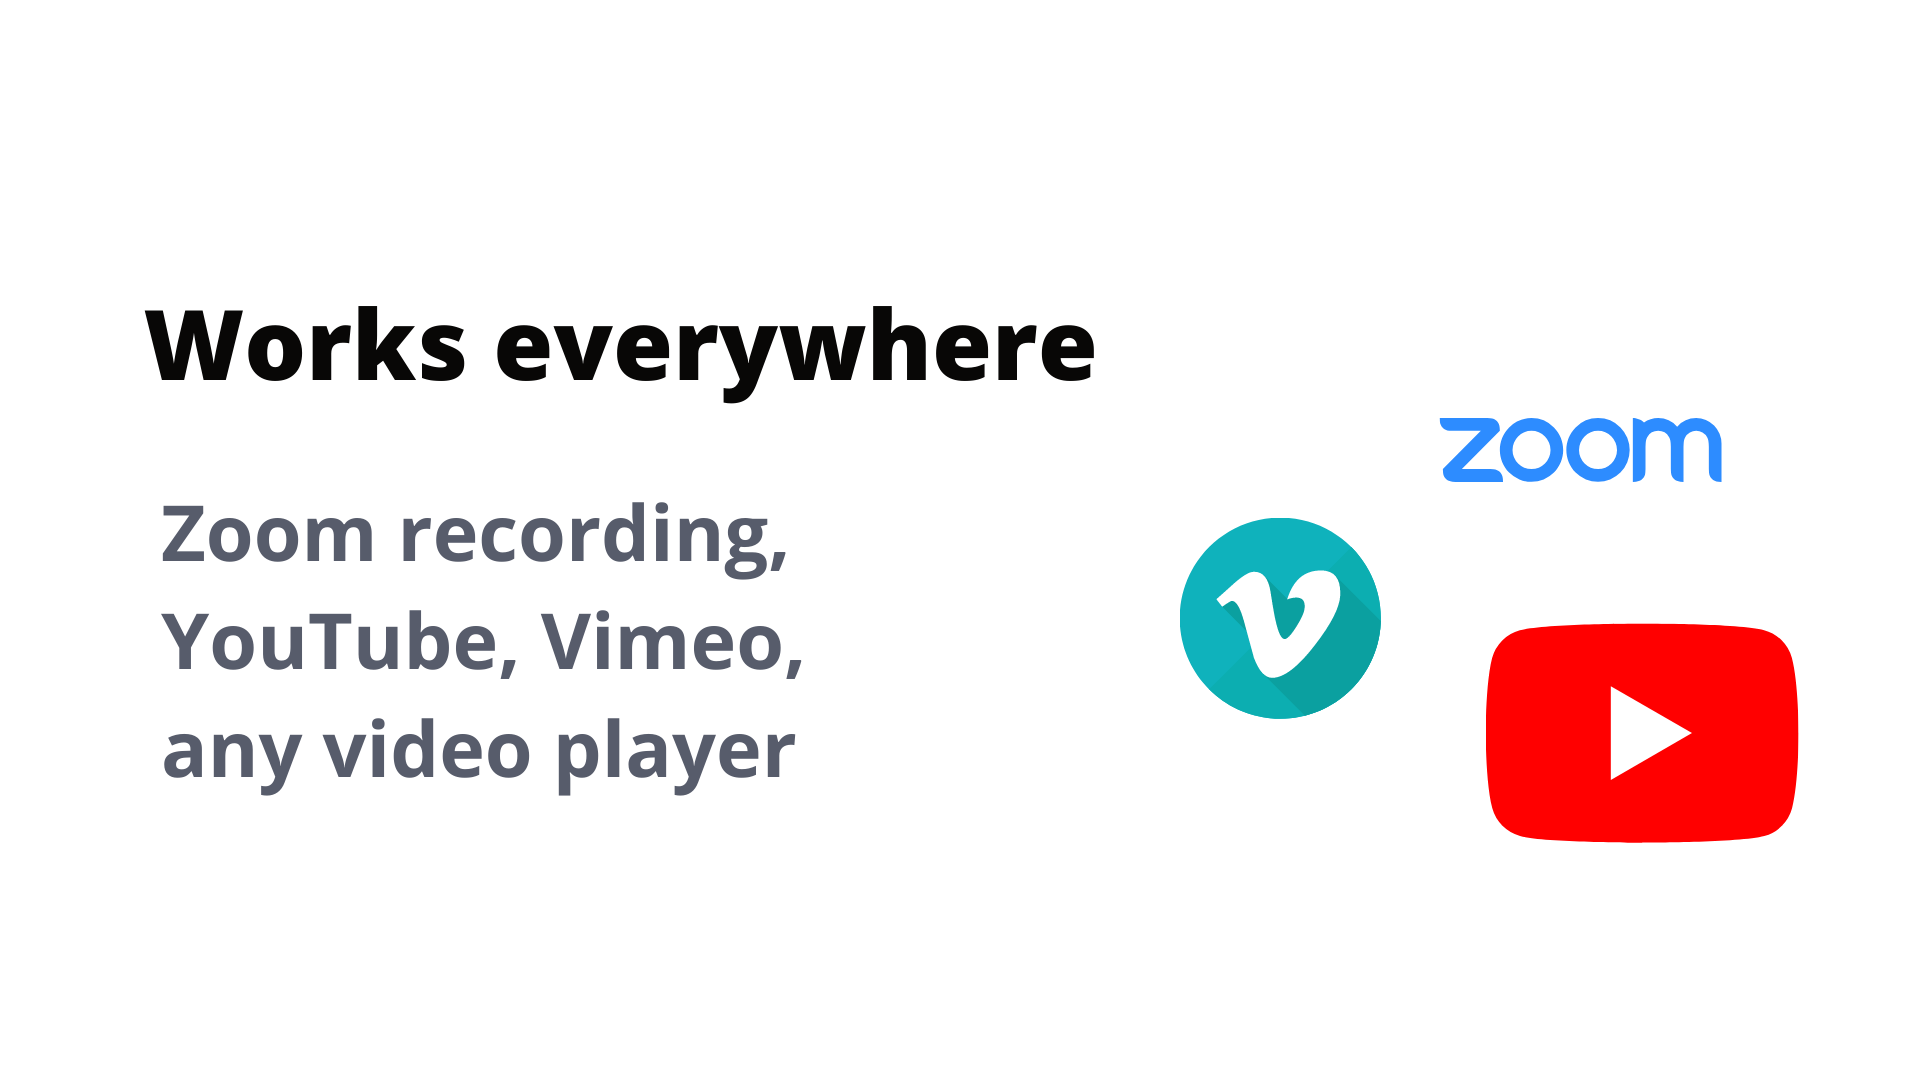 Works everywhere
Zoom recording,
YouTube, Vimeo,
any video player
zoom